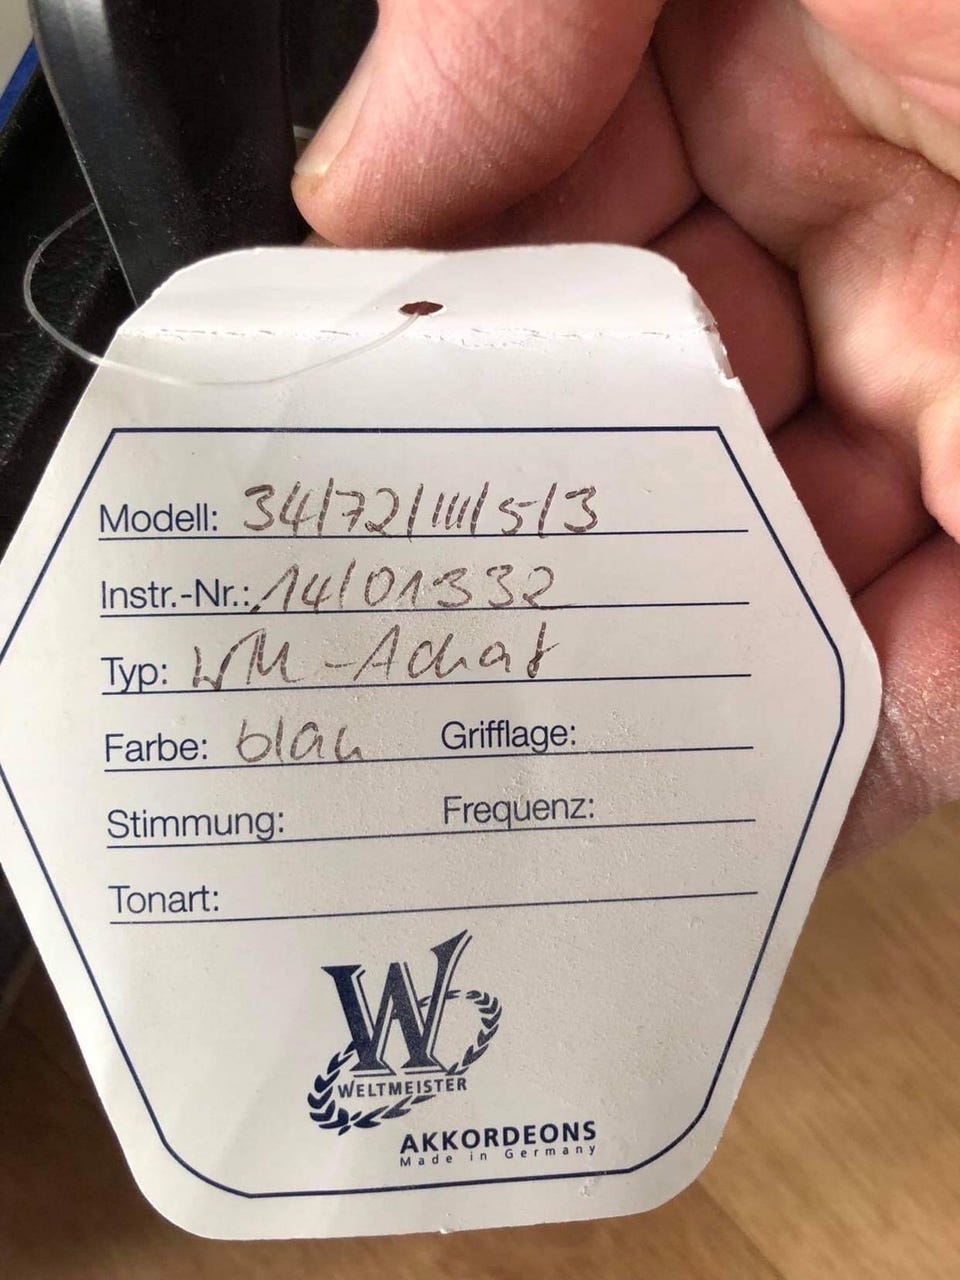 Modell: 34/72/III/5/3
Instr.-Nr.: 14/01332
Typ: WM-Achat
Farbe: blau Grifflage:
Stimmung: Frequenz:
Tonart:
W
WELTMEISTER
AKKORDEONS
Made in Germany